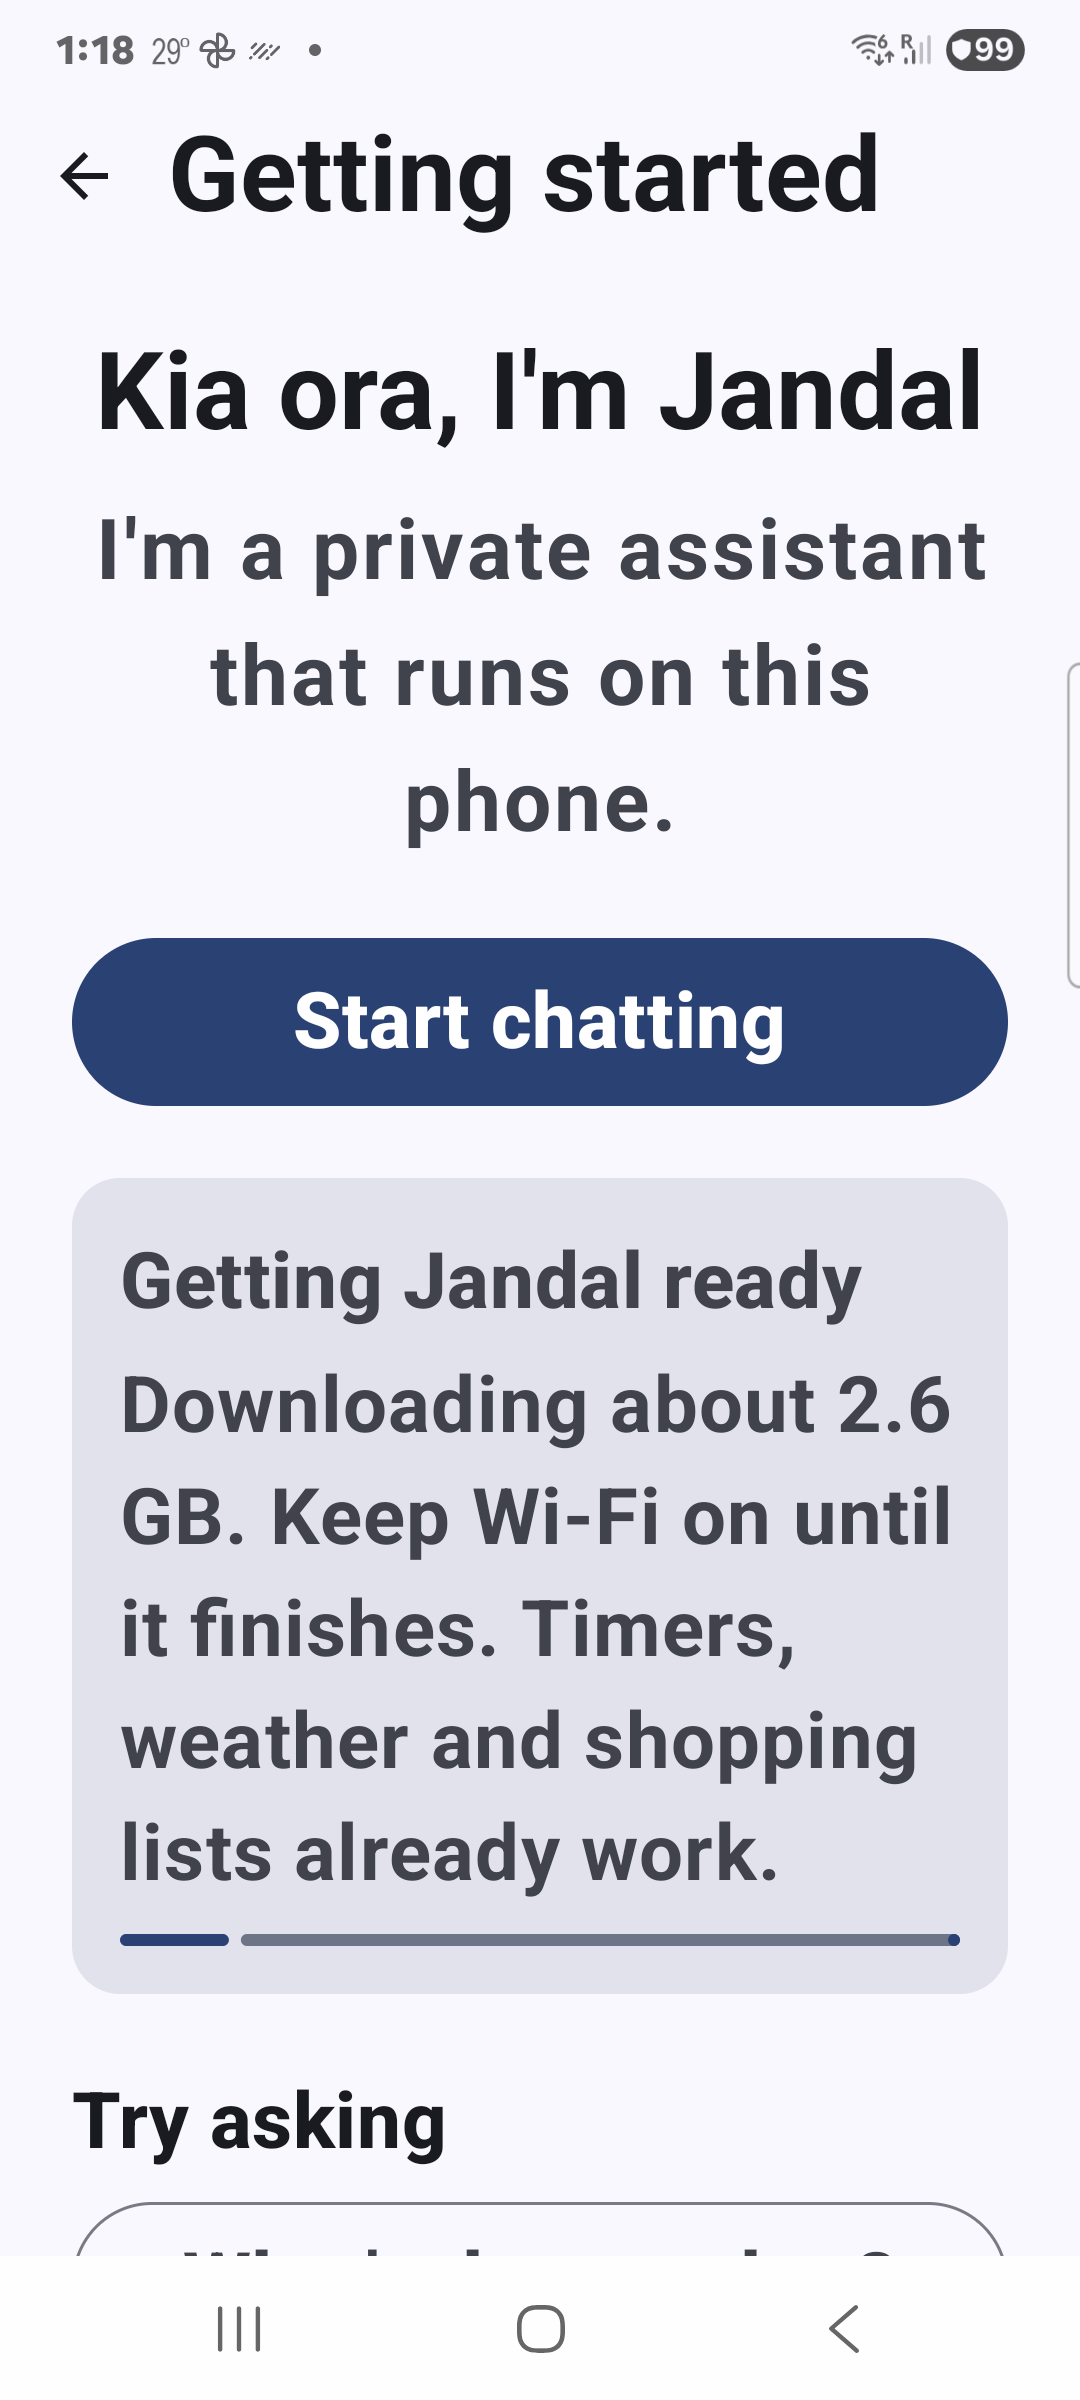 1:18 29°
6 R 99
Getting started
Kia ora, I'm Jandal
I'm a private assistant
that runs on this
phone.
Start chatting
Getting Jandal ready
Downloading about 2.6
GB. Keep Wi-Fi on until
it finishes. Timers,
weather and shopping
lists already work.
Try asking